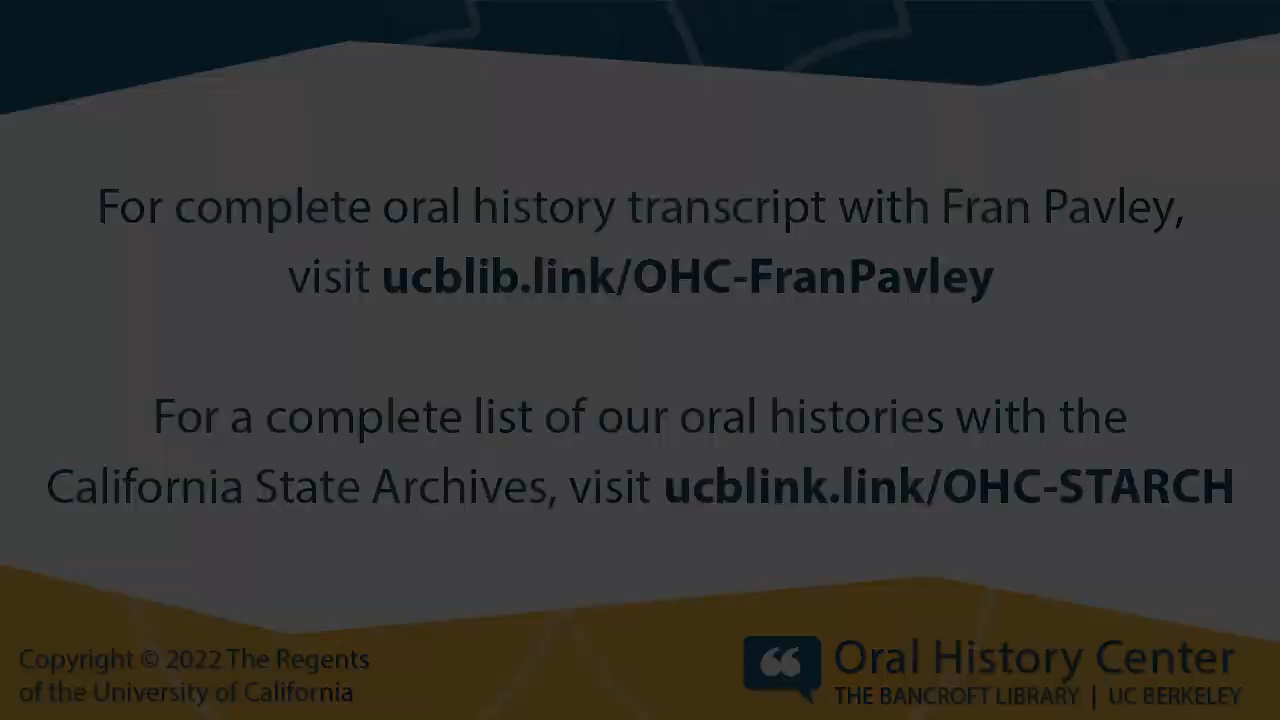 For complete oral history transcript with Fran Pavley,
visit ucblib.link/OHC-FranPavley
For a complete list of our oral histories with the
California State Archives, visit ucblink.link/OHC-STARCH
Copyright © 2022 The Regents
of the University of California
Oral History Center
THE BANCROFT LIBRARY | UC BERKELEY